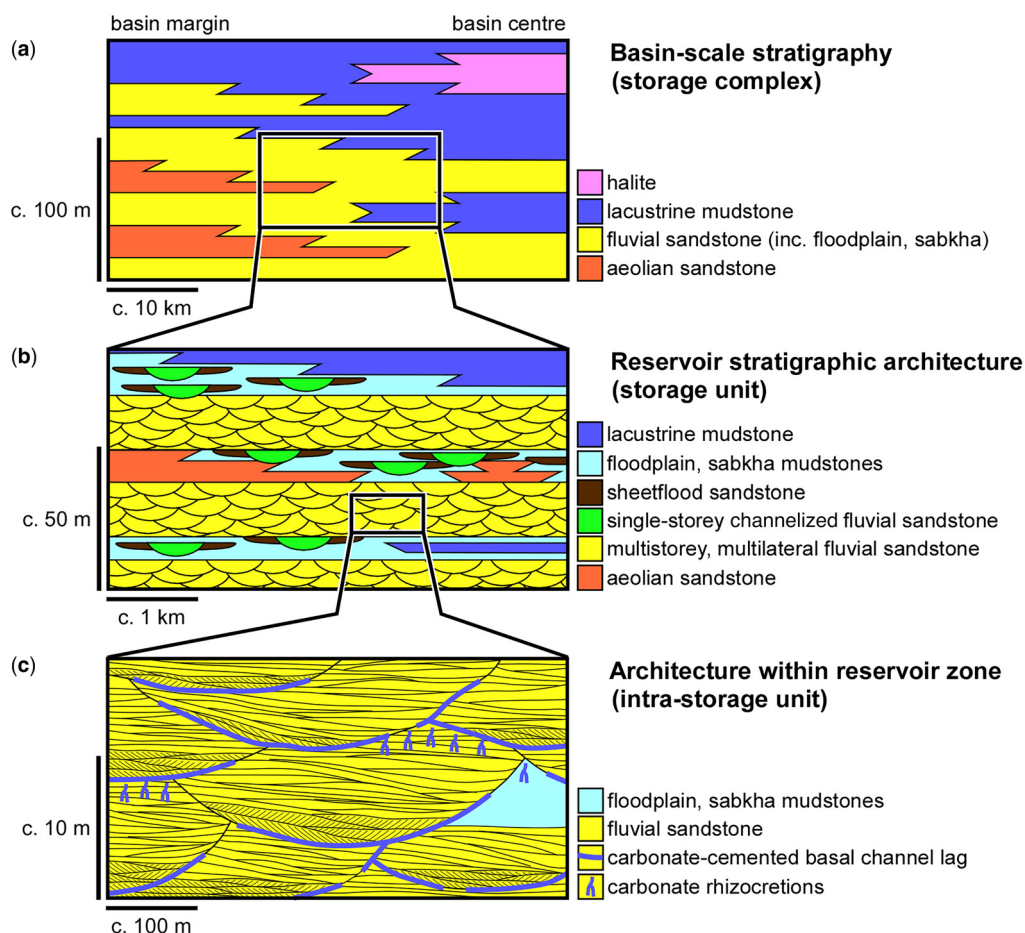 basin margin
basin centre
(a)
Basin-scale stratigraphy
(storage complex)
c. 100 m
halite
lacustrine mudstone
fluvial sandstone (inc. floodplain, sabkha)
aeolian sandstone
c. 10 km
(b)
Reservoir stratigraphic architecture
(storage unit)
c. 50 m
lacustrine mudstone
floodplain, sabkha mudstones
sheetflood sandstone
single-storey channelized fluvial sandstone
multistorey, multilateral fluvial sandstone
aeolian sandstone
c. 1 km
(c)
Architecture within reservoir zone
(intra-storage unit)
c. 10 m
floodplain, sabkha mudstones
fluvial sandstone
carbonate-cemented basal channel lag
carbonate rhizocretions
c. 100 m